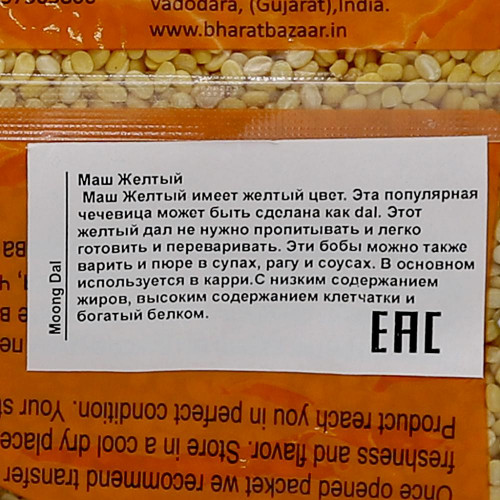 Vadodara, (Gujarat),India.
www.bharatbazaar.in
Moong Dal
Маш Желтый
Маш Желтый имеет желтый цвет. Эта популярная
чечевица может быть сделана как dal. Этот
желтый дал не нужно пропитывать и легко
готовить и переваривать. Эти бобы можно также
варить и пюре в супах, рагу и соусах. В основном
используется в карри.С низким содержанием
жиров, высоким содержанием клетчатки и
богатый белком.
EAC
Once opened packet we recommend transfer
freshness and flavor. Store in a cool dry place
Product reach you in perfect condition. Your